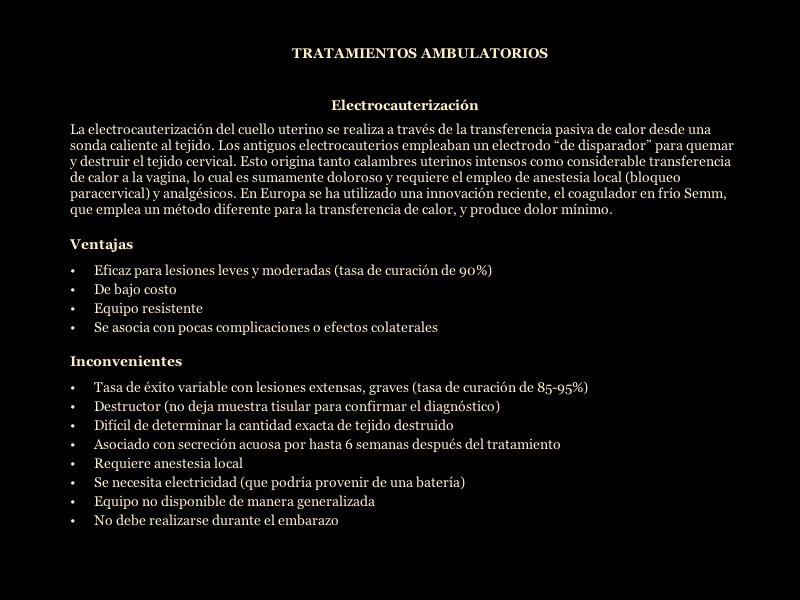 TRATAMIENTOS AMBULATORIOS
Electrocauterización
La electrocauterización del cuello uterino se realiza a través de la transferencia pasiva de calor desde una
sonda caliente al tejido. Los antiguos electrocauterios empleaban un electrodo “de disparador” para quemar
y destruir el tejido cervical. Esto origina tanto calambres uterinos intensos como considerable transferencia
de calor a la vagina, lo cual es sumamente doloroso y requiere el empleo de anestesia local (bloqueo
paracervical) y analgésicos. En Europa se ha utilizado una innovación reciente, el coagulador en frío Semm,
que emplea un método diferente para la transferencia de calor, y produce dolor mínimo.
Ventajas
• Eficaz para lesiones leves y moderadas (tasa de curación de 90%)
• De bajo costo
• Equipo resistente
• Se asocia con pocas complicaciones o efectos colaterales
Inconvenientes
• Tasa de éxito variable con lesiones extensas, graves (tasa de curación de 85-95%)
• Destructor (no deja muestra tisular para confirmar el diagnóstico)
• Difícil de determinar la cantidad exacta de tejido destruido
• Asociado con secreción acuosa por hasta 6 semanas después del tratamiento
• Requiere anestesia local
• Se necesita electricidad (que podría provenir de una batería)
• Equipo no disponible de manera generalizada
• No debe realizarse durante el embarazo